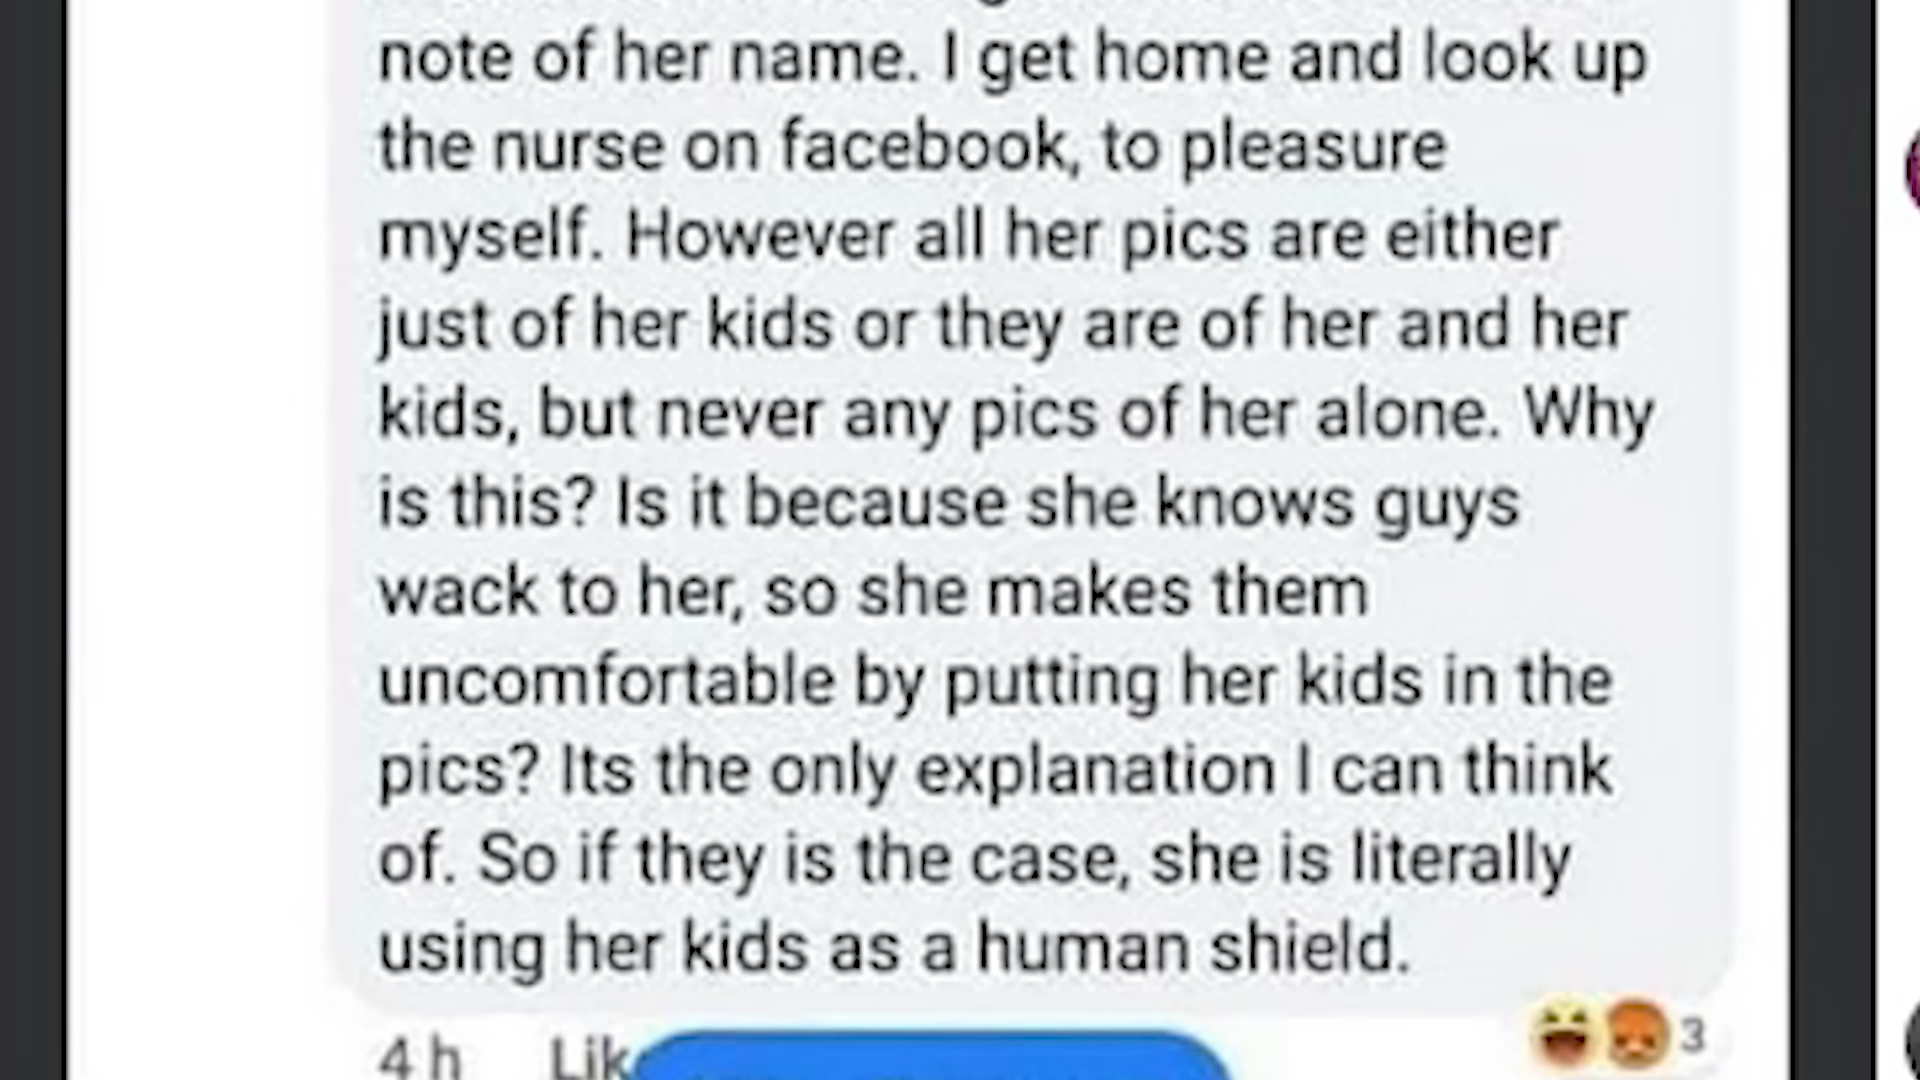 note of her name. I get home and look up
the nurse on facebook, to pleasure
myself. However all her pics are either
just of her kids or they are of her and her
kids, but never any pics of her alone. Why
is this? Is it because she knows guys
wack to her, so she makes them
uncomfortable by putting her kids in the
pics? Its the only explanation I can think
of. So if they is the case, she is literally
using her kids as a human shield.
4 h Lik
3